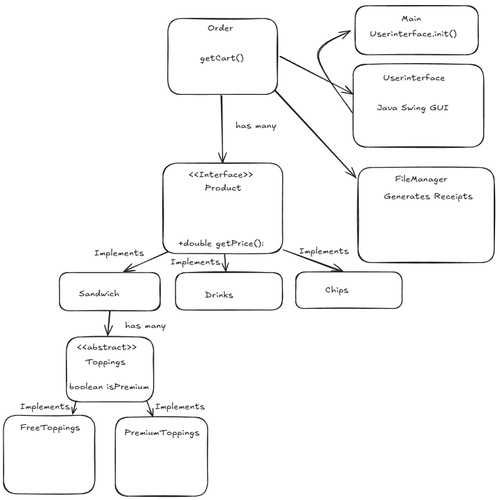 Order
getCart()
Main
Userinterface.init()
Userinterface
Java Swing GUI
has many
<<Interface>>
Product
+double getPrice():
FileManager
Generates Receipts
Implements
Implements
Implements
Sandwich
Drinks
Chips
has many
<<abstract>>
Toppings
boolean isPremium
Implements
Implements
FreeToppings
PremiumToppings